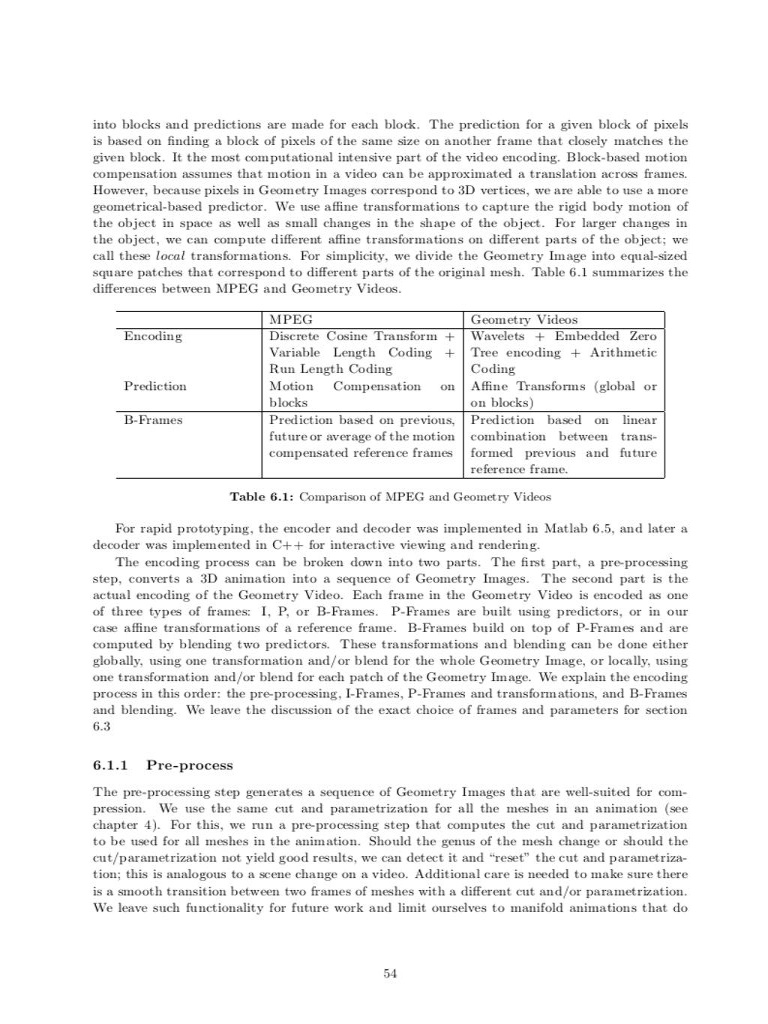 into blocks and predictions are made for each block. The prediction for a given block of pixels
is based on finding a block of pixels of the same size on another frame that closely matches the
given block. It the most computational intensive part of the video encoding. Block-based motion
compensation assumes that motion in a video can be approximated a translation across frames.
However, because pixels in Geometry Images correspond to 3D vertices, we are able to use a more
geometrical-based predictor. We use affine transformations to capture the rigid body motion of
the object in space as well as small changes in the shape of the object. For larger changes in
the object, we can compute different affine transformations on different parts of the object; we
call these local transformations. For simplicity, we divide the Geometry Image into equal-sized
square patches that correspond to different parts of the original mesh. Table 6.1 summarizes the
differences between MPEG and Geometry Videos.
MPEG Geometry Videos
Encoding Discrete Cosine Transform + Wavelets + Embedded Zero
Variable Length Coding + Tree encoding + Arithmetic
Run Length Coding Coding
Prediction Motion Compensation on Affine Transforms (global or
blocks on blocks)
B-Frames Prediction based on previous, Prediction based on linear
future or average of the motion combination between trans-
compensated reference frames formed previous and future
reference frame.
Table 6.1: Comparison of MPEG and Geometry Videos
For rapid prototyping, the encoder and decoder was implemented in Matlab 6.5, and later a
decoder was implemented in C++ for interactive viewing and rendering.
The encoding process can be broken down into two parts. The first part, a pre-processing
step, converts a 3D animation into a sequence of Geometry Images. The second part is the
actual encoding of the Geometry Video. Each frame in the Geometry Video is encoded as one
of three types of frames: I, P, or B-Frames. P-Frames are built using predictors, or in our
case affine transformations of a reference frame. B-Frames build on top of P-Frames and are
computed by blending two predictors. These transformations and blending can be done either
globally, using one transformation and/or blend for the whole Geometry Image, or locally, using
one transformation and/or blend for each patch of the Geometry Image. We explain the encoding
process in this order: the pre-processing, I-Frames, P-Frames and transformations, and B-Frames
and blending. We leave the discussion of the exact choice of frames and parameters for section
6.3
6.1.1 Pre-process
The pre-processing step generates a sequence of Geometry Images that are well-suited for com-
pression. We use the same cut and parametrization for all the meshes in an animation (see
chapter 4). For this, we run a pre-processing step that computes the cut and parametrization
to be used for all meshes in the animation. Should the genus of the mesh change or should the
cut/parametrization not yield good results, we can detect it and “reset” the cut and parametriza-
tion; this is analogous to a scene change on a video. Additional care is needed to make sure there
is a smooth transition between two frames of meshes with a different cut and/or parametrization.
We leave such functionality for future work and limit ourselves to manifold animations that do
54